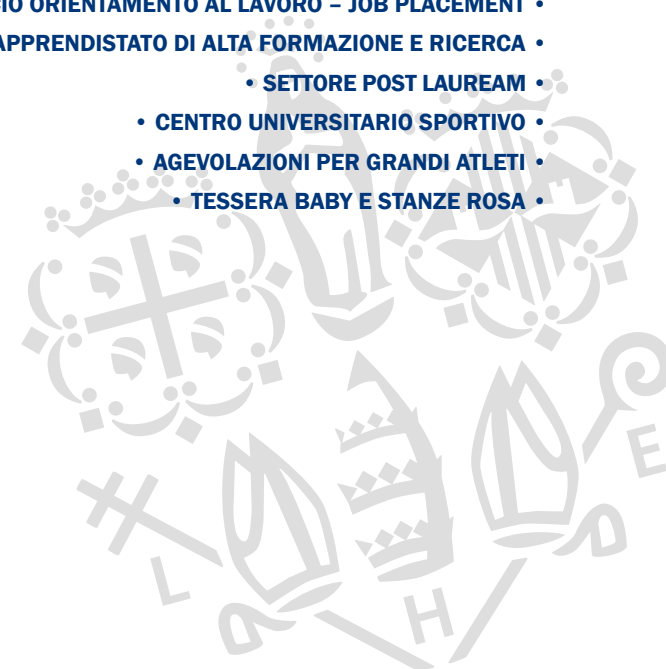 ORIENTAMENTO AL LAVORO – JOB PLACEMENT •
APPRENDISTATO DI ALTA FORMAZIONE E RICERCA •
• SETTORE POST LAUREAM •
• CENTRO UNIVERSITARIO SPORTIVO •
• AGEVOLAZIONI PER GRANDI ATLETI •
• TESSERA BABY E STANZE ROSA •
E
L
H